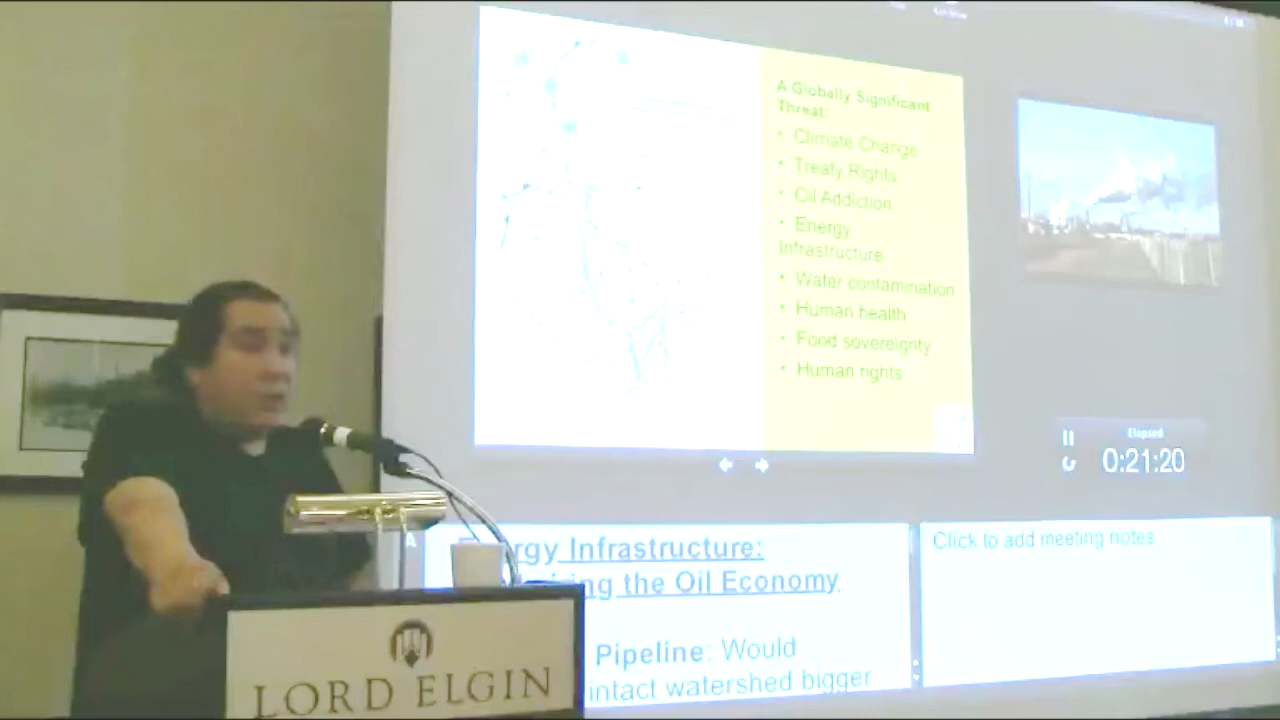 A Globally Significant
Threat:
• Climate Change
• Treaty Rights
• Oil Addiction
• Energy
Infrastructure
• Water contamination
• Human health
• Food sovereignty
• Human rights
Elapsed
0:21:20
rgy Infrastructure:
ing the Oil Economy
Pipeline: Would
intact watershed bigger
Click to add meeting notes
LORD ELGIN